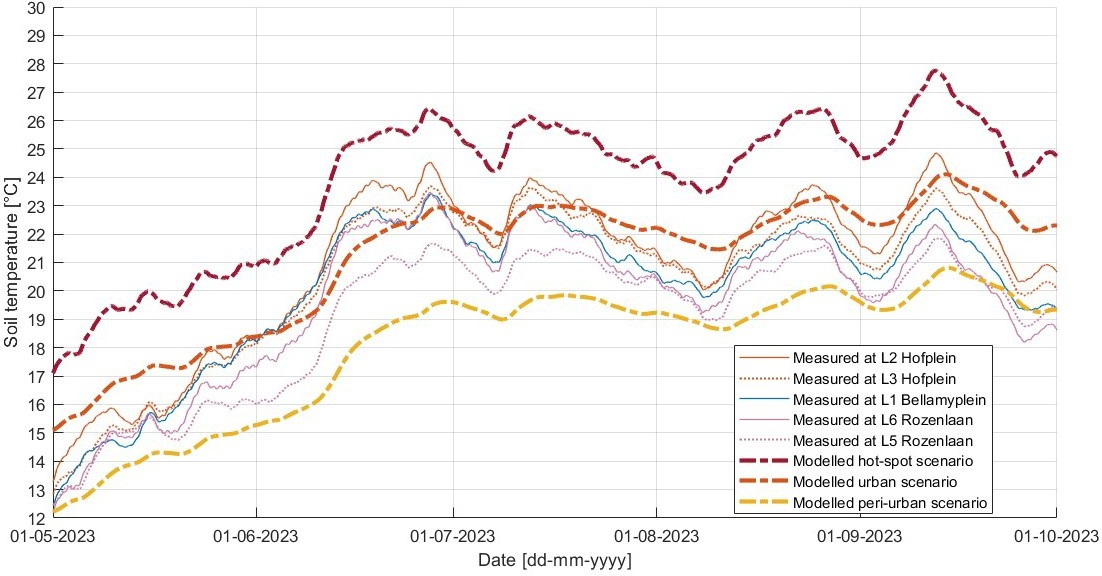 30
29
28
27
26
25
24
23
22
21
20
19
18
17
16
15
14
13
12
Soil temperature [°C]
Measured at L2 Hofplein
Measured at L3 Hofplein
Measured at L1 Bellamyplein
Measured at L6 Rozenlaan
Measured at L5 Rozenlaan
Modelled hot-spot scenario
Modelled urban scenario
Modelled peri-urban scenario
01-05-2023 01-06-2023 01-07-2023 01-08-2023 01-09-2023 01-10-2023
Date [dd-mm-yyyy]